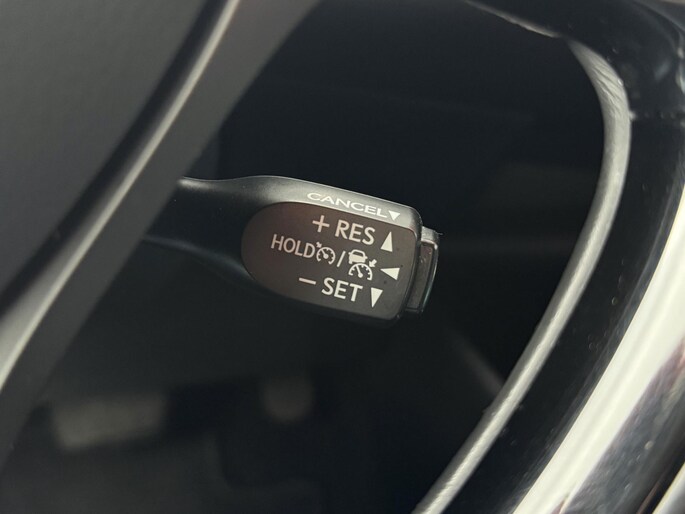 CANCEL▼
+ RES ▲
HOLD / ◀
− SET ▼